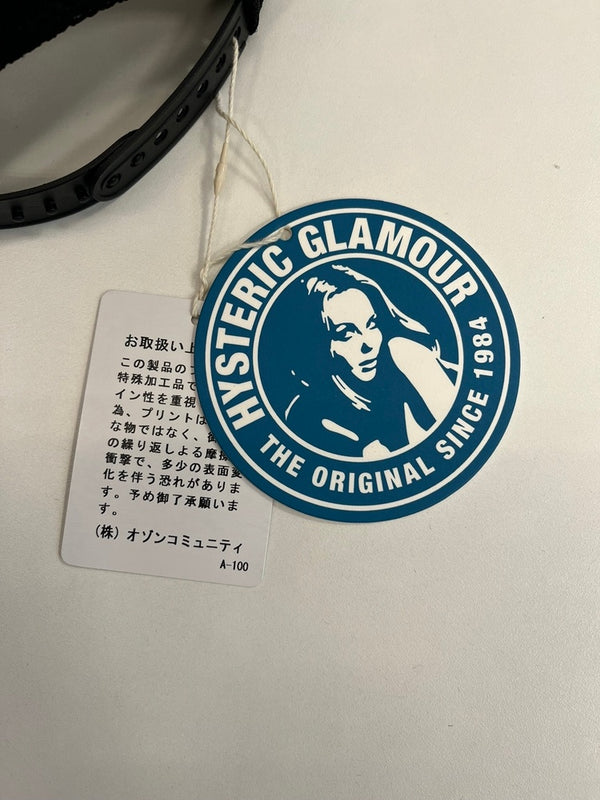 HYSTERIC GLAMOUR
THE ORIGINAL SINCE 1984
お取扱い上
この製品の
特殊加工品で
イン性を重視
為、プリントは
な物ではなく、
の繰り返しよる摩擦
衝撃で、多少の表面変
化を伴う恐れがありま
す。予め御了承願いま
す。
(株) オゾンコミュニティ
A-100